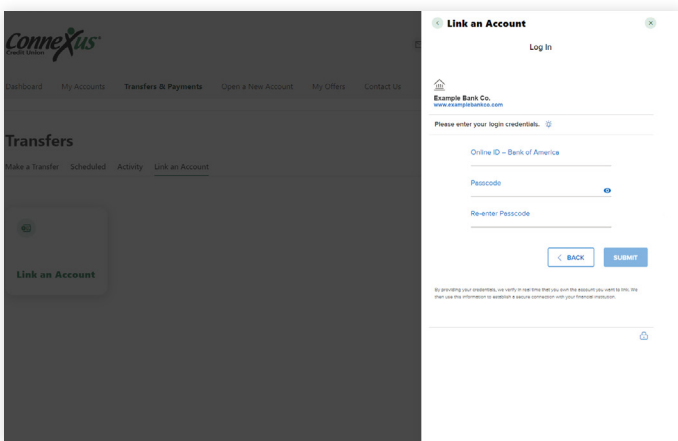 Connexus
Credit Union
Dashboard My Accounts Transfers & Payments Open a New Account My Offers Contact Us
Transfers
Make a Transfer Scheduled Activity Link an Account
Link an Account
Link an Account
Log In
Example Bank Co.
www.examplebankco.com
Please enter your login credentials.
Online ID – Bank of America
Passcode
Re-enter Passcode
BACK SUBMIT
By providing your credentials, we verify in real time that you own the account you want to link. We
then use this information to establish a secure connection with your financial institution.